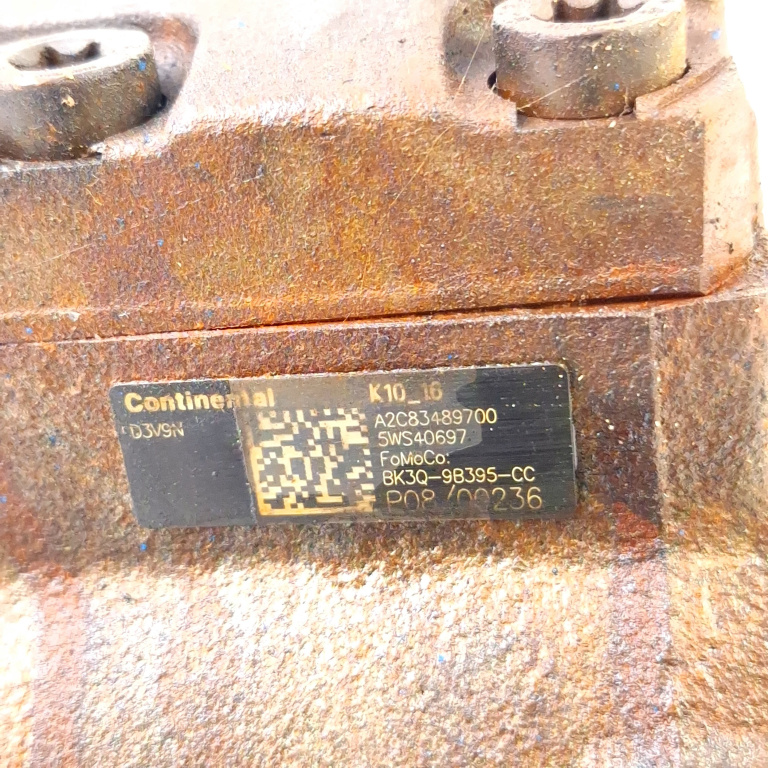 Continental
K10_16
D3V9N
A2C83489700
5WS40697
FoMoCo:
BK3Q-9B395-CC
P08/00236